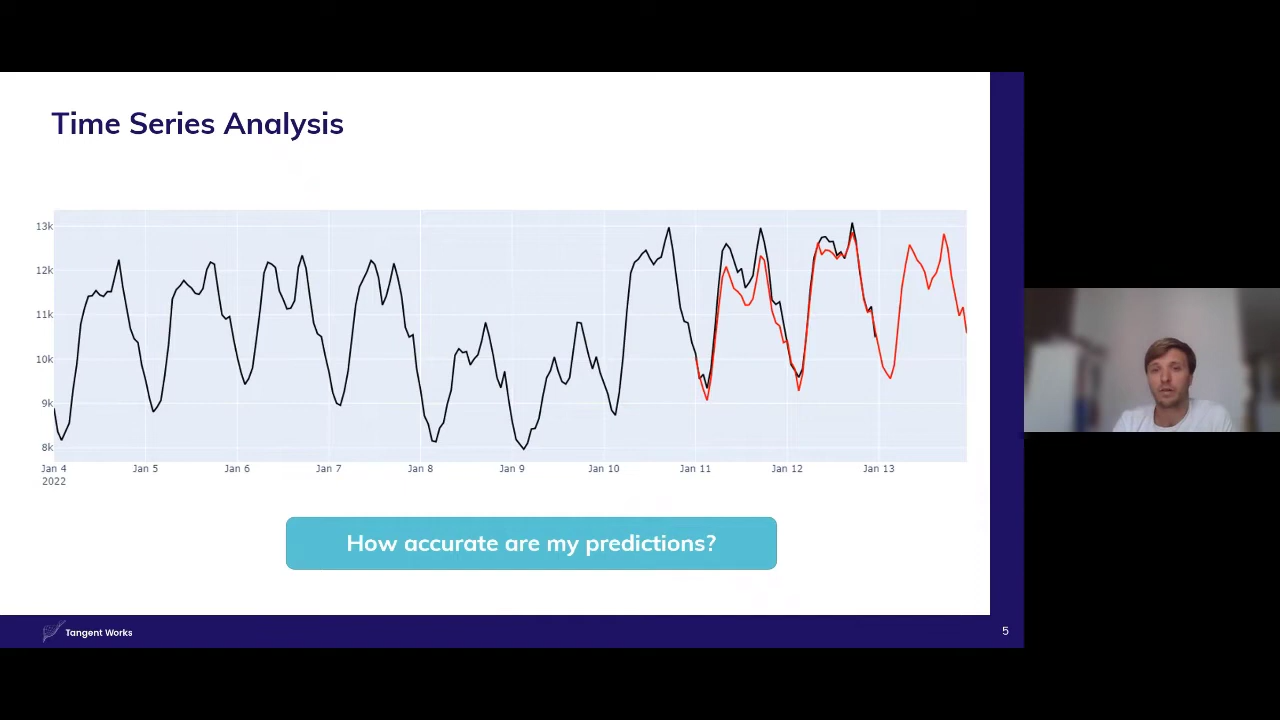 Time Series Analysis
13k
12k
11k
10k
9k
8k
Jan 4
2022
Jan 5
Jan 6
Jan 7
Jan 8
Jan 9
Jan 10
Jan 11
Jan 12
Jan 13
How accurate are my predictions?
Tangent Works
5